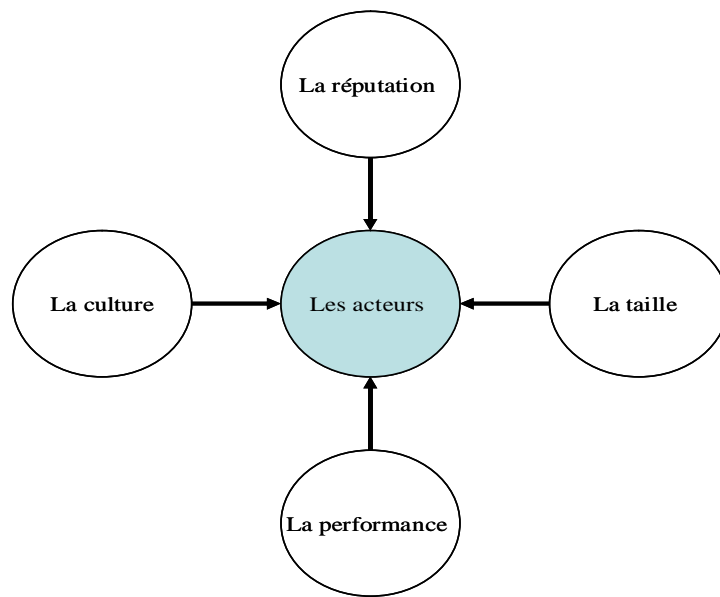 La réputation
La culture
Les acteurs
La taille
La performance